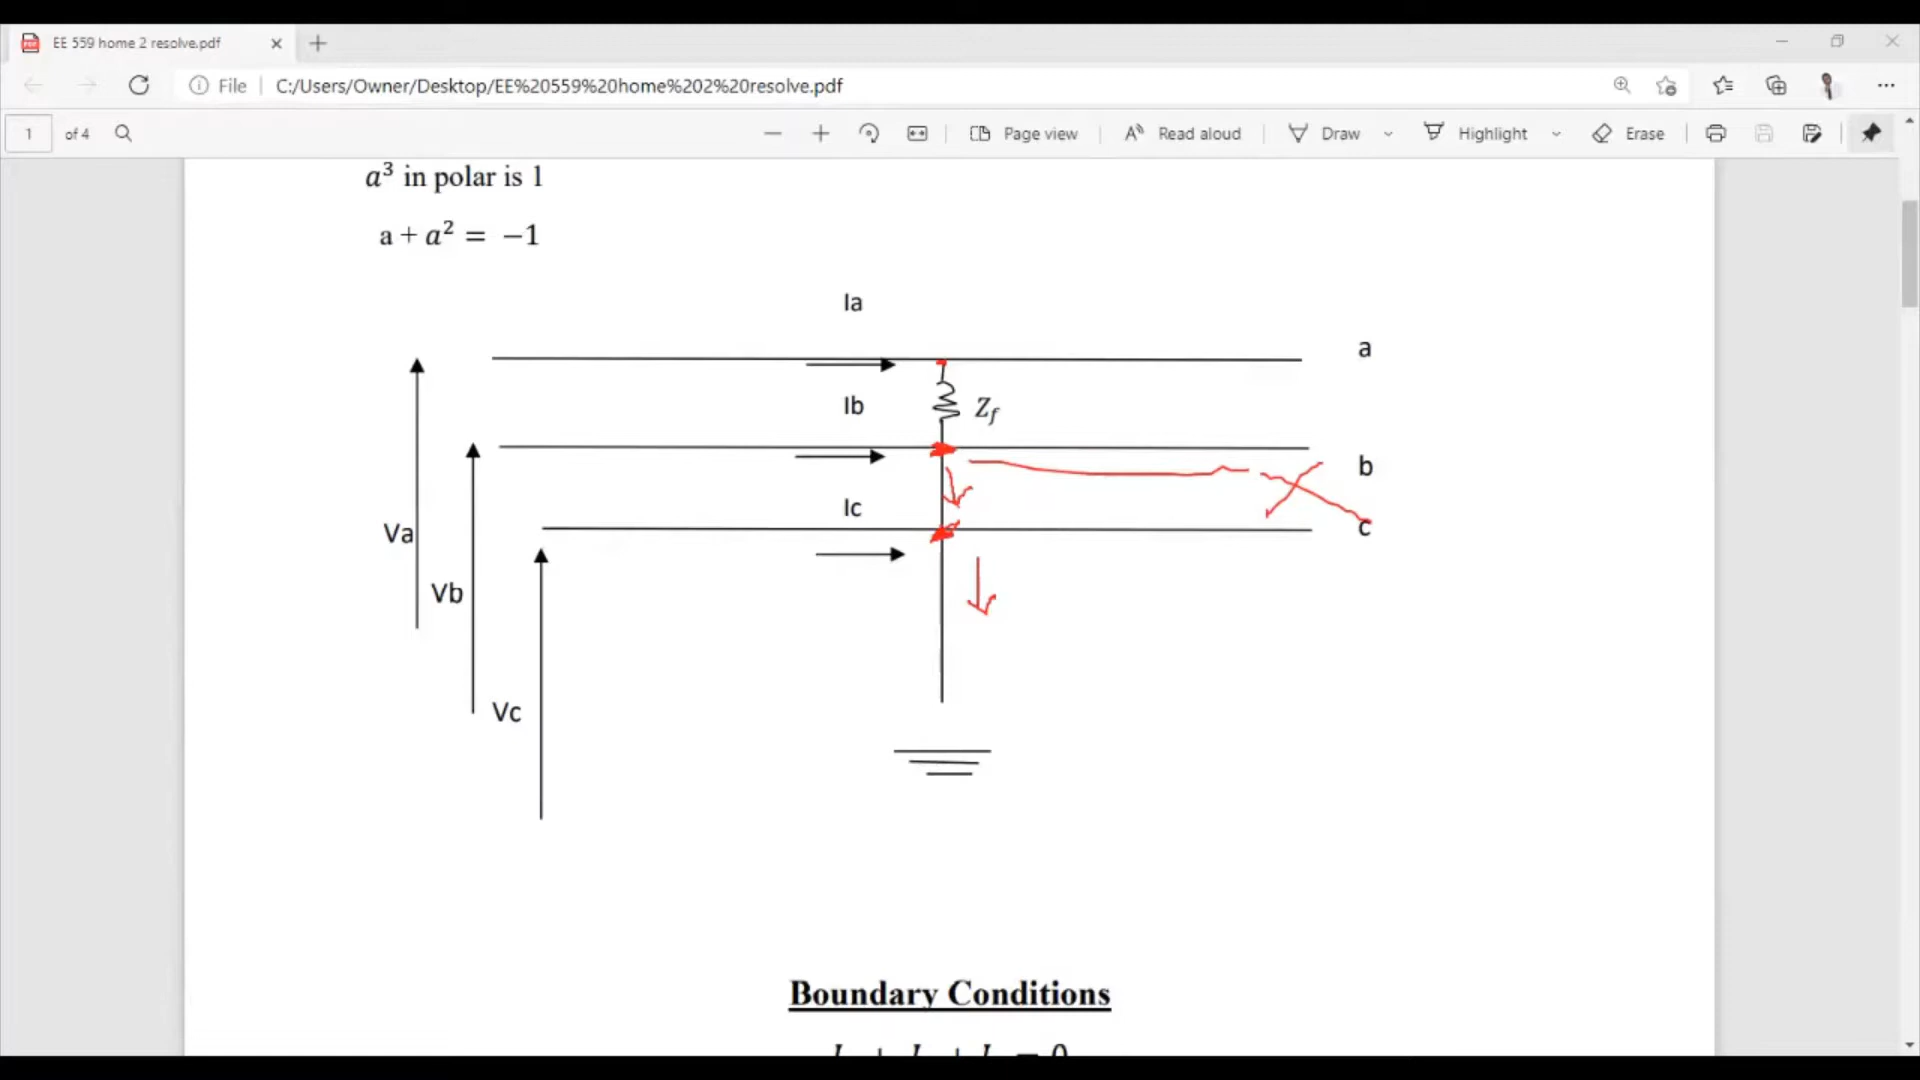 EE 559 home 2 resolve.pdf
File C:/Users/Owner/Desktop/EE%20559%20home%202%20resolve.pdf
1 of 4 Page view Read aloud Draw Highlight Erase
a³ in polar is 1
a + a² = −1
Ia
a
Ib
Z_f
b
Ic
c
Va
Vb
Vc
Boundary Conditions